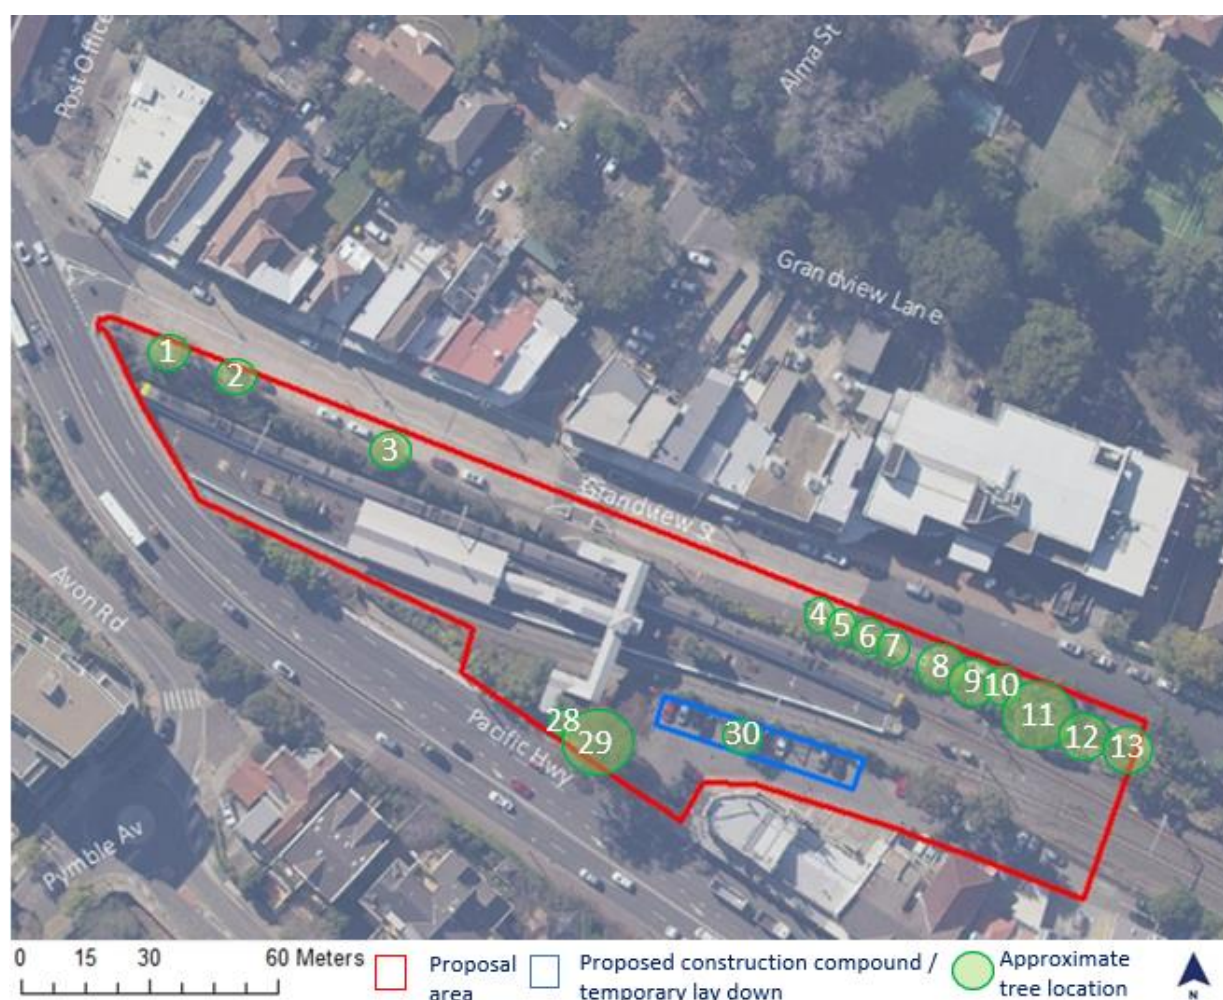 Post Office
Alma St
Grandview Lane
1
2
3
Grandview St
4
5
6
7
8
9
10
11
12
13
Avon Rd
28
29
30
Pacific Hwy
Pymble Av
0 15 30 60 Meters
Proposal
area
Proposed construction compound /
temporary lay down
Approximate
tree location
N